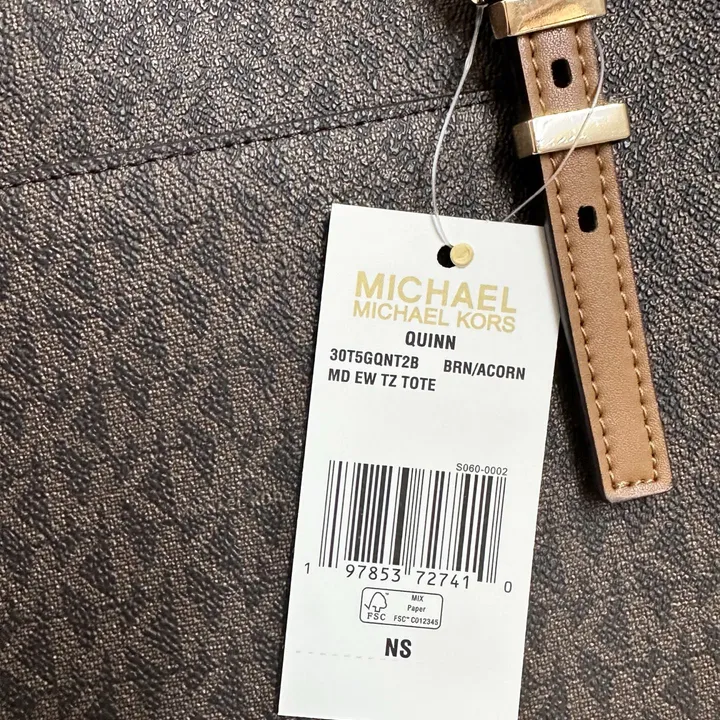 MICHAEL
MICHAEL KORS
QUINN
30T5GQNT2B BRN/ACORN
MD EW TZ TOTE
S060-0002
1 97853 72741 0
FSC
MIX
Paper
FSC™ C012345
NS